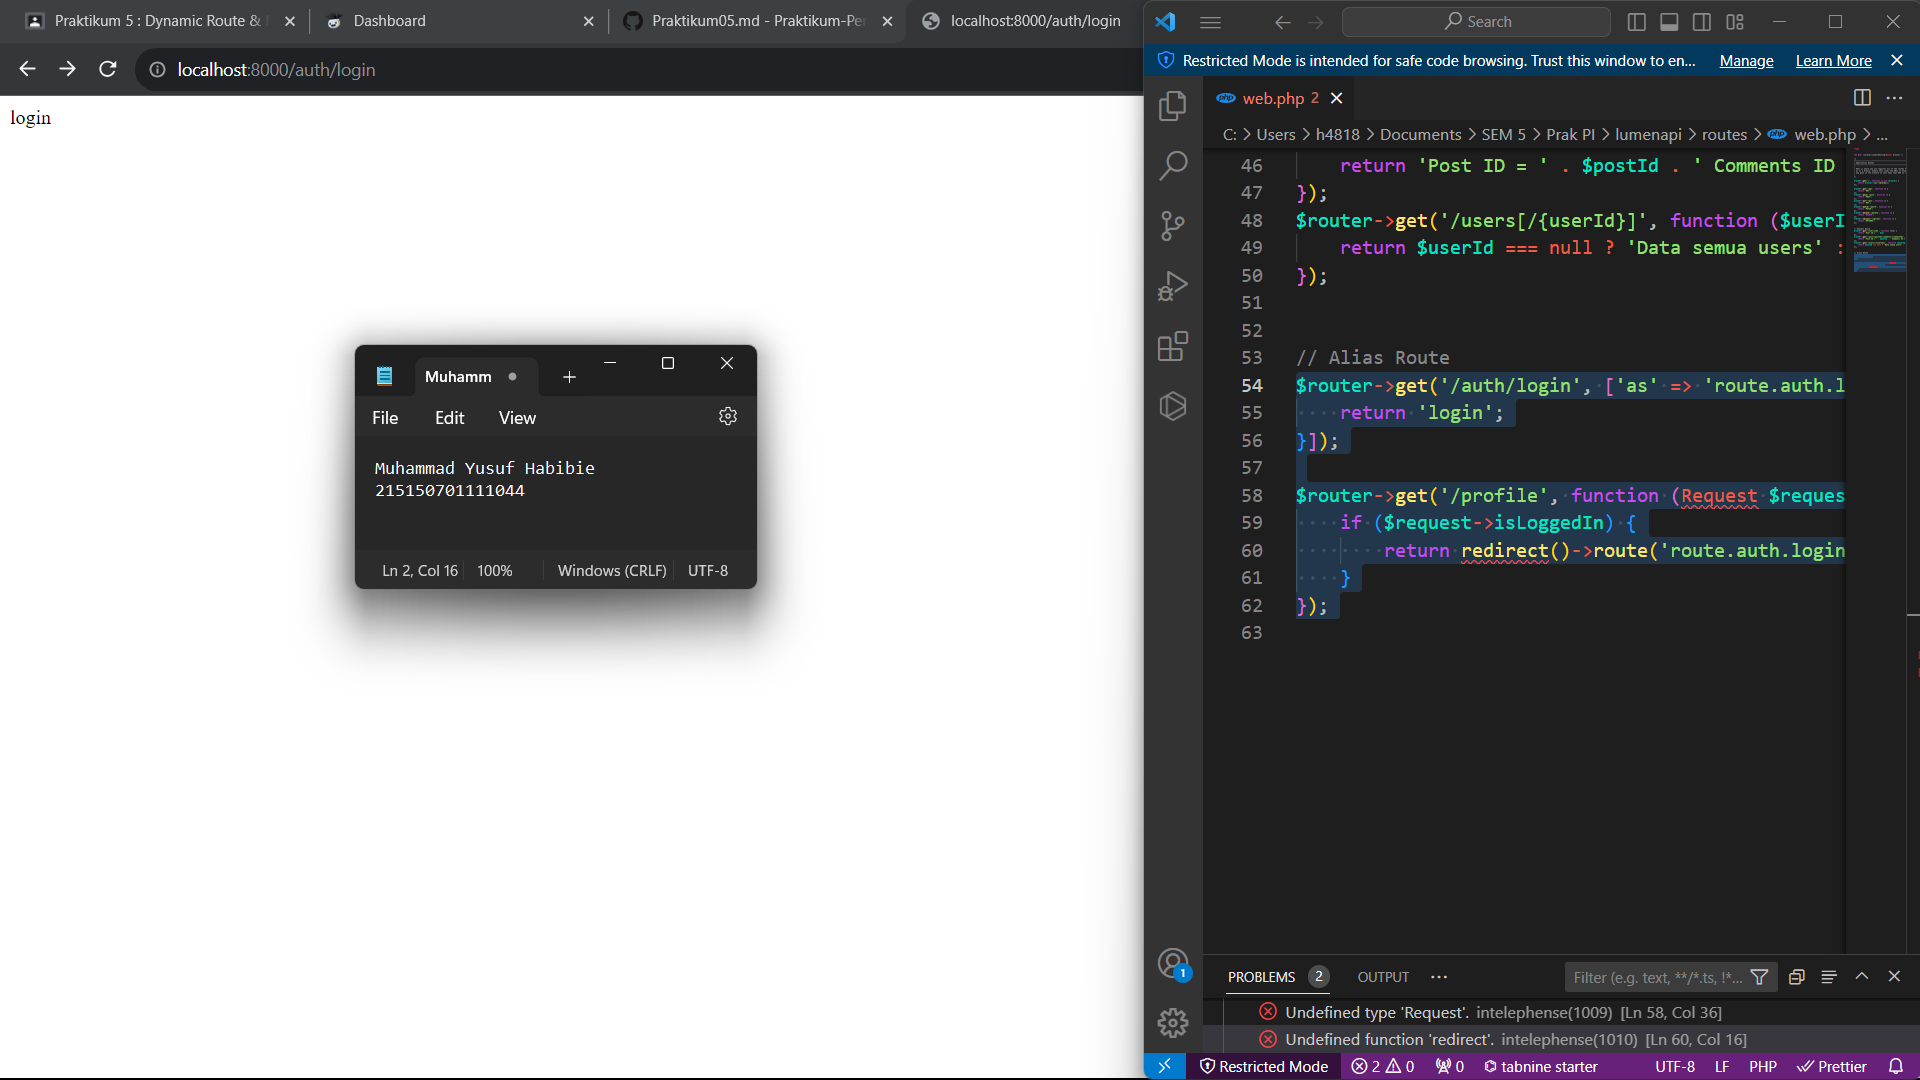 Praktikum 5 : Dynamic Route &
Dashboard
Praktikum05.md - Praktikum-Per
localhost:8000/auth/login
localhost:8000/auth/login
login
Muhamm
File Edit View
Muhammad Yusuf Habibie
215150701111044
Ln 2, Col 16 100% Windows (CRLF) UTF-8
Search
Restricted Mode is intended for safe code browsing. Trust this window to en... Manage Learn More
web.php 2
C: > Users > h4818 > Documents > SEM 5 > Prak PI > lumenapi > routes > web.php > ...
46 return 'Post ID = ' . $postId . ' Comments ID
47 });
48 $router->get('/users[/{userId}]', function ($userI
49 return $userId === null ? 'Data semua users' :
50 });
51
52
53 // Alias Route
54 $router->get('/auth/login', ['as' => 'route.auth.l
55 return 'login';
56 }]);
57
58 $router->get('/profile', function (Request $reques
59 if ($request->isLoggedIn) {
60 return redirect()->route('route.auth.login
61 }
62 });
63
PROBLEMS 2 OUTPUT ...
Filter (e.g. text, **/*.ts, !*...
Undefined type 'Request'. intelephense(1009) [Ln 58, Col 36]
Undefined function 'redirect'. intelephense(1010) [Ln 60, Col 16]
1
Restricted Mode 2 0 0 tabnine starter UTF-8 LF PHP Prettier